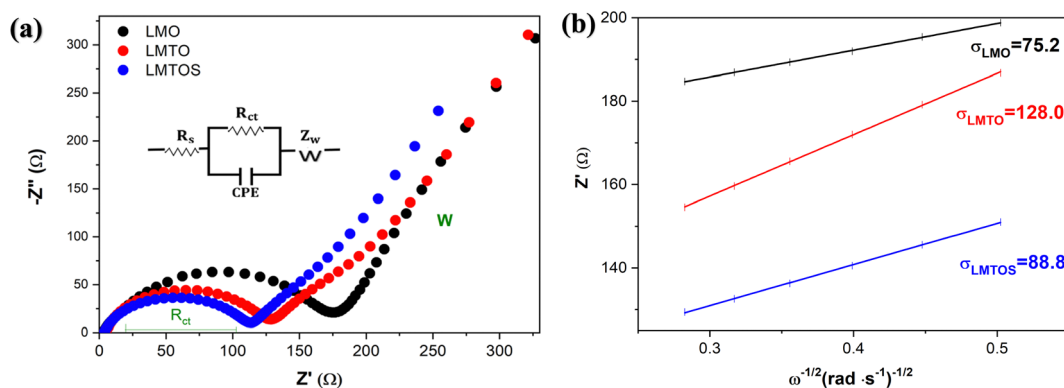 (a)
LMO
LMTO
LMTOS
R_ct
R_s
Z_w
CPE
W
R_ct
-Z'' (Ω)
300
250
200
150
100
50
0
0 50 100 150 200 250 300
Z' (Ω)
(b)
σ_LMO=75.2
σ_LMTO=128.0
σ_LMTOS=88.8
Z' (Ω)
200
180
160
140
0.3 0.4 0.5
ω^-1/2(rad ·s^-1)^-1/2